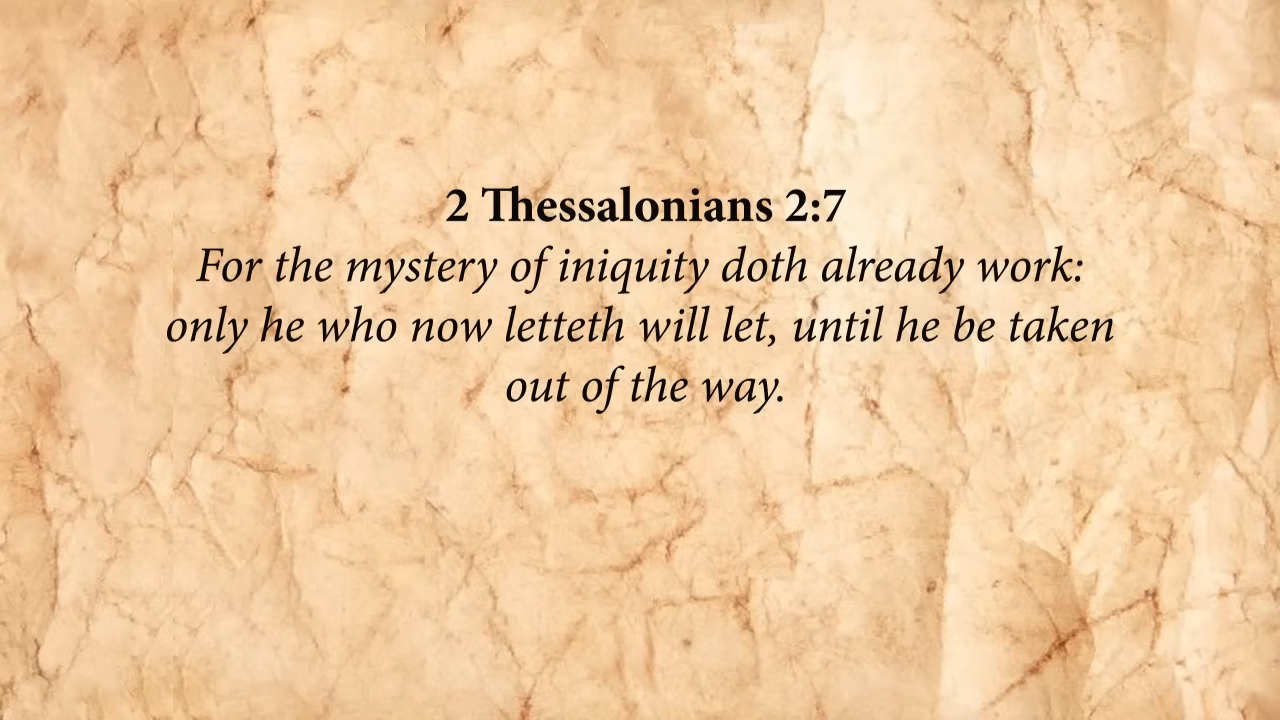 2 Thessalonians 2:7
For the mystery of iniquity doth already work:
only he who now letteth will let, until he be taken
out of the way.